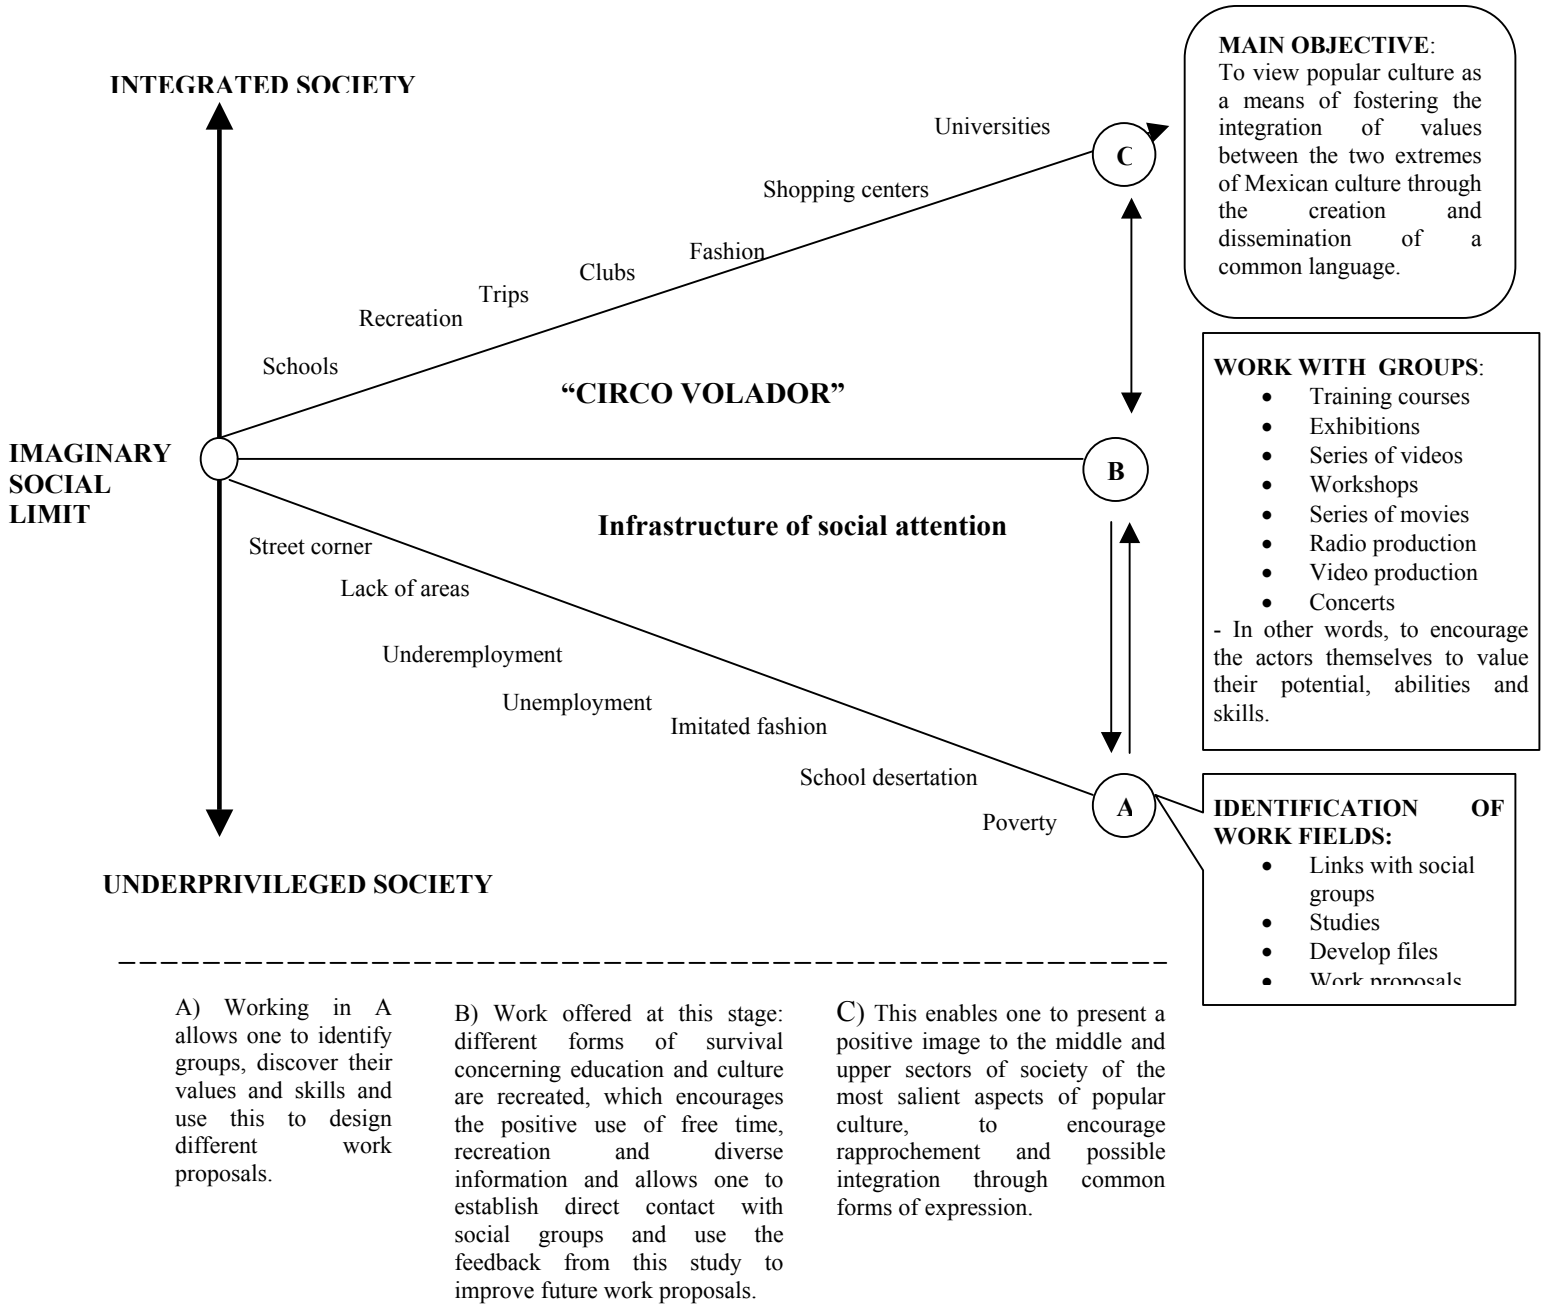 INTEGRATED SOCIETY
Universities
Shopping centers
Fashion
Clubs
Trips
Recreation
Schools
C
MAIN OBJECTIVE:
To view popular culture as
a means of fostering the
integration of values
between the two extremes
of Mexican culture through
the creation and
dissemination of a
common language.
“CIRCO VOLADOR”
IMAGINARY
SOCIAL
LIMIT
B
Infrastructure of social attention
WORK WITH GROUPS:
• Training courses
• Exhibitions
• Series of videos
• Workshops
• Series of movies
• Radio production
• Video production
• Concerts
- In other words, to encourage
the actors themselves to value
their potential, abilities and
skills.
Street corner
Lack of areas
Underemployment
Unemployment
Imitated fashion
School desertation
Poverty
A
IDENTIFICATION OF
WORK FIELDS:
• Links with social
groups
• Studies
• Develop files
• Work proposals
UNDERPRIVILEGED SOCIETY
A) Working in A
allows one to identify
groups, discover their
values and skills and
use this to design
different work
proposals.
B) Work offered at this stage:
different forms of survival
concerning education and culture
are recreated, which encourages
the positive use of free time,
recreation and diverse
information and allows one to
establish direct contact with
social groups and use the
feedback from this study to
improve future work proposals.
C) This enables one to present a
positive image to the middle and
upper sectors of society of the
most salient aspects of popular
culture, to encourage
rapprochement and possible
integration through common
forms of expression.